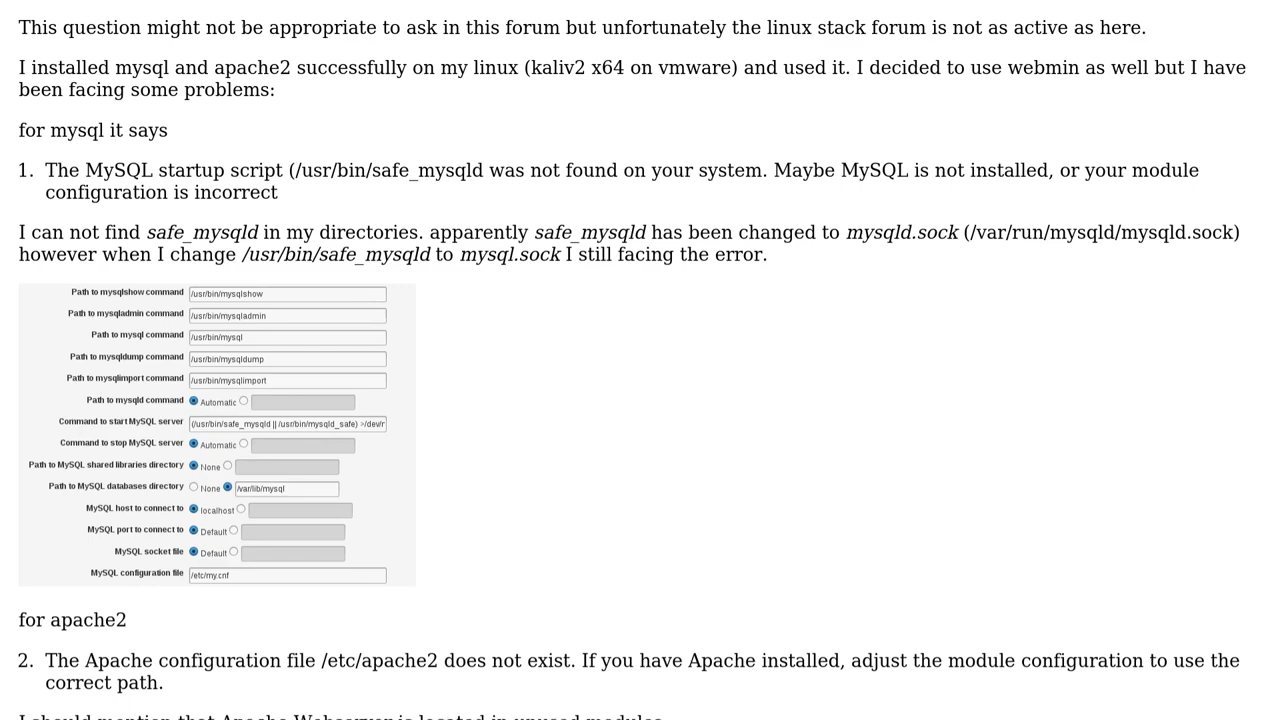 This question might not be appropriate to ask in this forum but unfortunately the linux stack forum is not as active as here.
I installed mysql and apache2 successfully on my linux (kaliv2 x64 on vmware) and used it. I decided to use webmin as well but I have
been facing some problems:
for mysql it says
1. The MySQL startup script (/usr/bin/safe_mysqld was not found on your system. Maybe MySQL is not installed, or your module
configuration is incorrect
I can not find safe_mysqld in my directories. apparently safe_mysqld has been changed to mysqld.sock (/var/run/mysqld/mysqld.sock)
however when I change /usr/bin/safe_mysqld to mysql.sock I still facing the error.
Path to mysqlshow command /usr/bin/mysqlshow
Path to mysqladmin command /usr/bin/mysqladmin
Path to mysql command /usr/bin/mysql
Path to mysqldump command /usr/bin/mysqldump
Path to mysqlimport command /usr/bin/mysqlimport
Path to mysqld command Automatic
Command to start MySQL server (/usr/bin/safe_mysqld || /usr/bin/mysqld_safe) >/dev/r
Command to stop MySQL server Automatic
Path to MySQL shared libraries directory None
Path to MySQL databases directory None /var/lib/mysql
MySQL host to connect to localhost
MySQL port to connect to Default
MySQL socket file Default
MySQL configuration file /etc/my.cnf
for apache2
2. The Apache configuration file /etc/apache2 does not exist. If you have Apache installed, adjust the module configuration to use the
correct path.
I should mention that Apache Webserver is located in unused modules